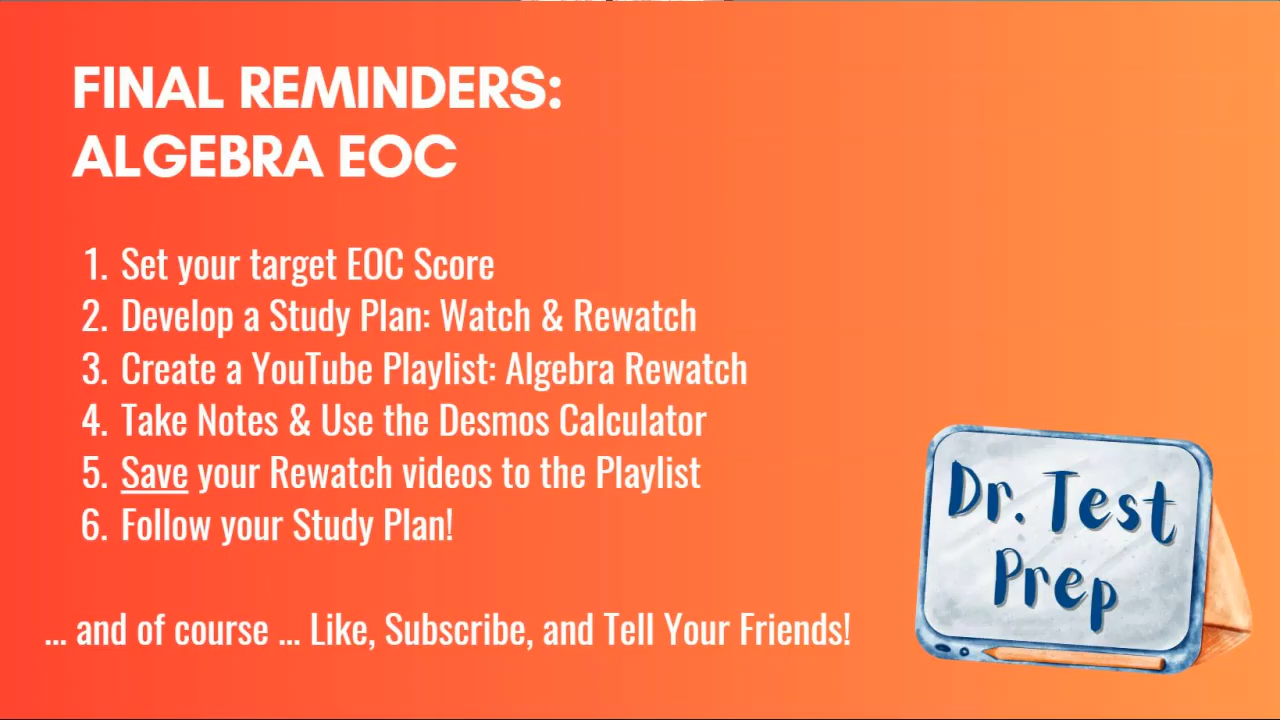 FINAL REMINDERS:
ALGEBRA EOC
1. Set your target EOC Score
2. Develop a Study Plan: Watch & Rewatch
3. Create a YouTube Playlist: Algebra Rewatch
4. Take Notes & Use the Desmos Calculator
5. Save your Rewatch videos to the Playlist
6. Follow your Study Plan!
... and of course ... Like, Subscribe, and Tell Your Friends!
Dr. Test
Prep